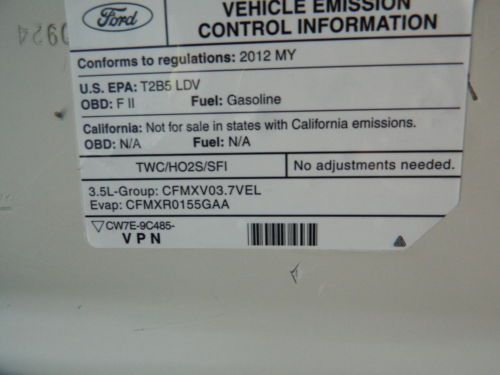 Ford
VEHICLE EMISSION
CONTROL INFORMATION
Conforms to regulations: 2012 MY
U.S. EPA: T2B5 LDV
OBD: F II Fuel: Gasoline
California: Not for sale in states with California emissions.
OBD: N/A Fuel: N/A
TWC/HO2S/SFI No adjustments needed.
3.5L-Group: CFMXV03.7VEL
Evap: CFMXR0155GAA
CW7E-9C485-
VPN